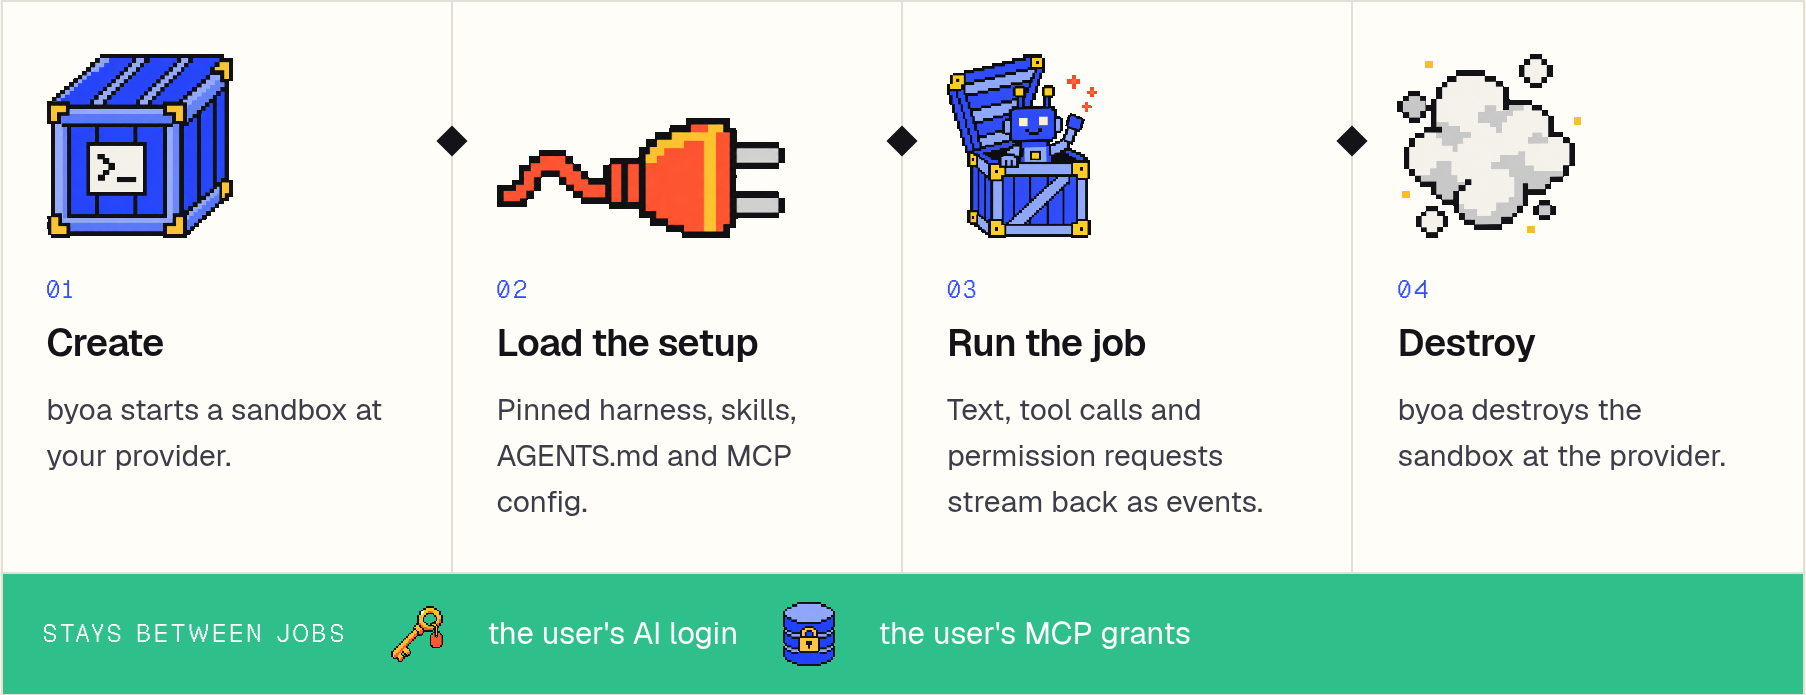 >_
01
Create
byoa starts a sandbox at
your provider.
02
Load the setup
Pinned harness, skills,
AGENTS.md and MCP
config.
03
Run the job
Text, tool calls and
permission requests
stream back as events.
04
Destroy
byoa destroys the
sandbox at the provider.
STAYS BETWEEN JOBS the user's AI login the user's MCP grants